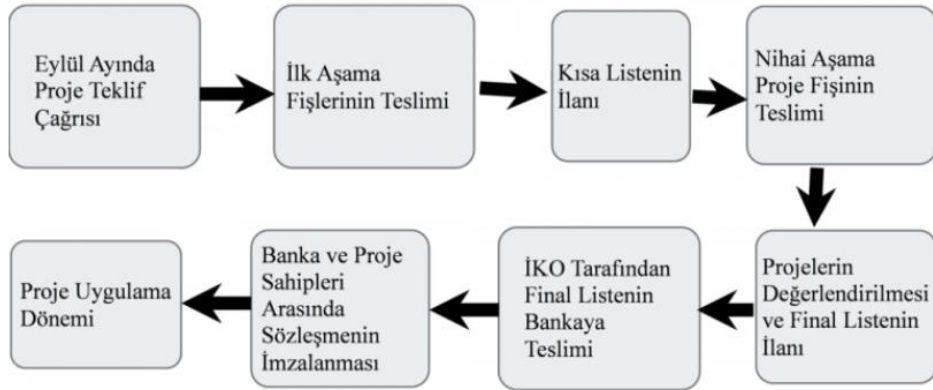 Eylül Ayında
Proje Teklif
Çağrısı
İlk Aşama
Fişlerinin Teslimi
Kısa Listenin
İlanı
Nihai Aşama
Proje Fişinin
Teslimi
Projelerin
Değerlendirilmesi
ve Final Listenin
İlanı
İKO Tarafından
Final Listenin
Bankaya
Teslimi
Banka ve Proje
Sahipleri
Arasında
Sözleşmenin
İmzalanması
Proje Uygulama
Dönemi